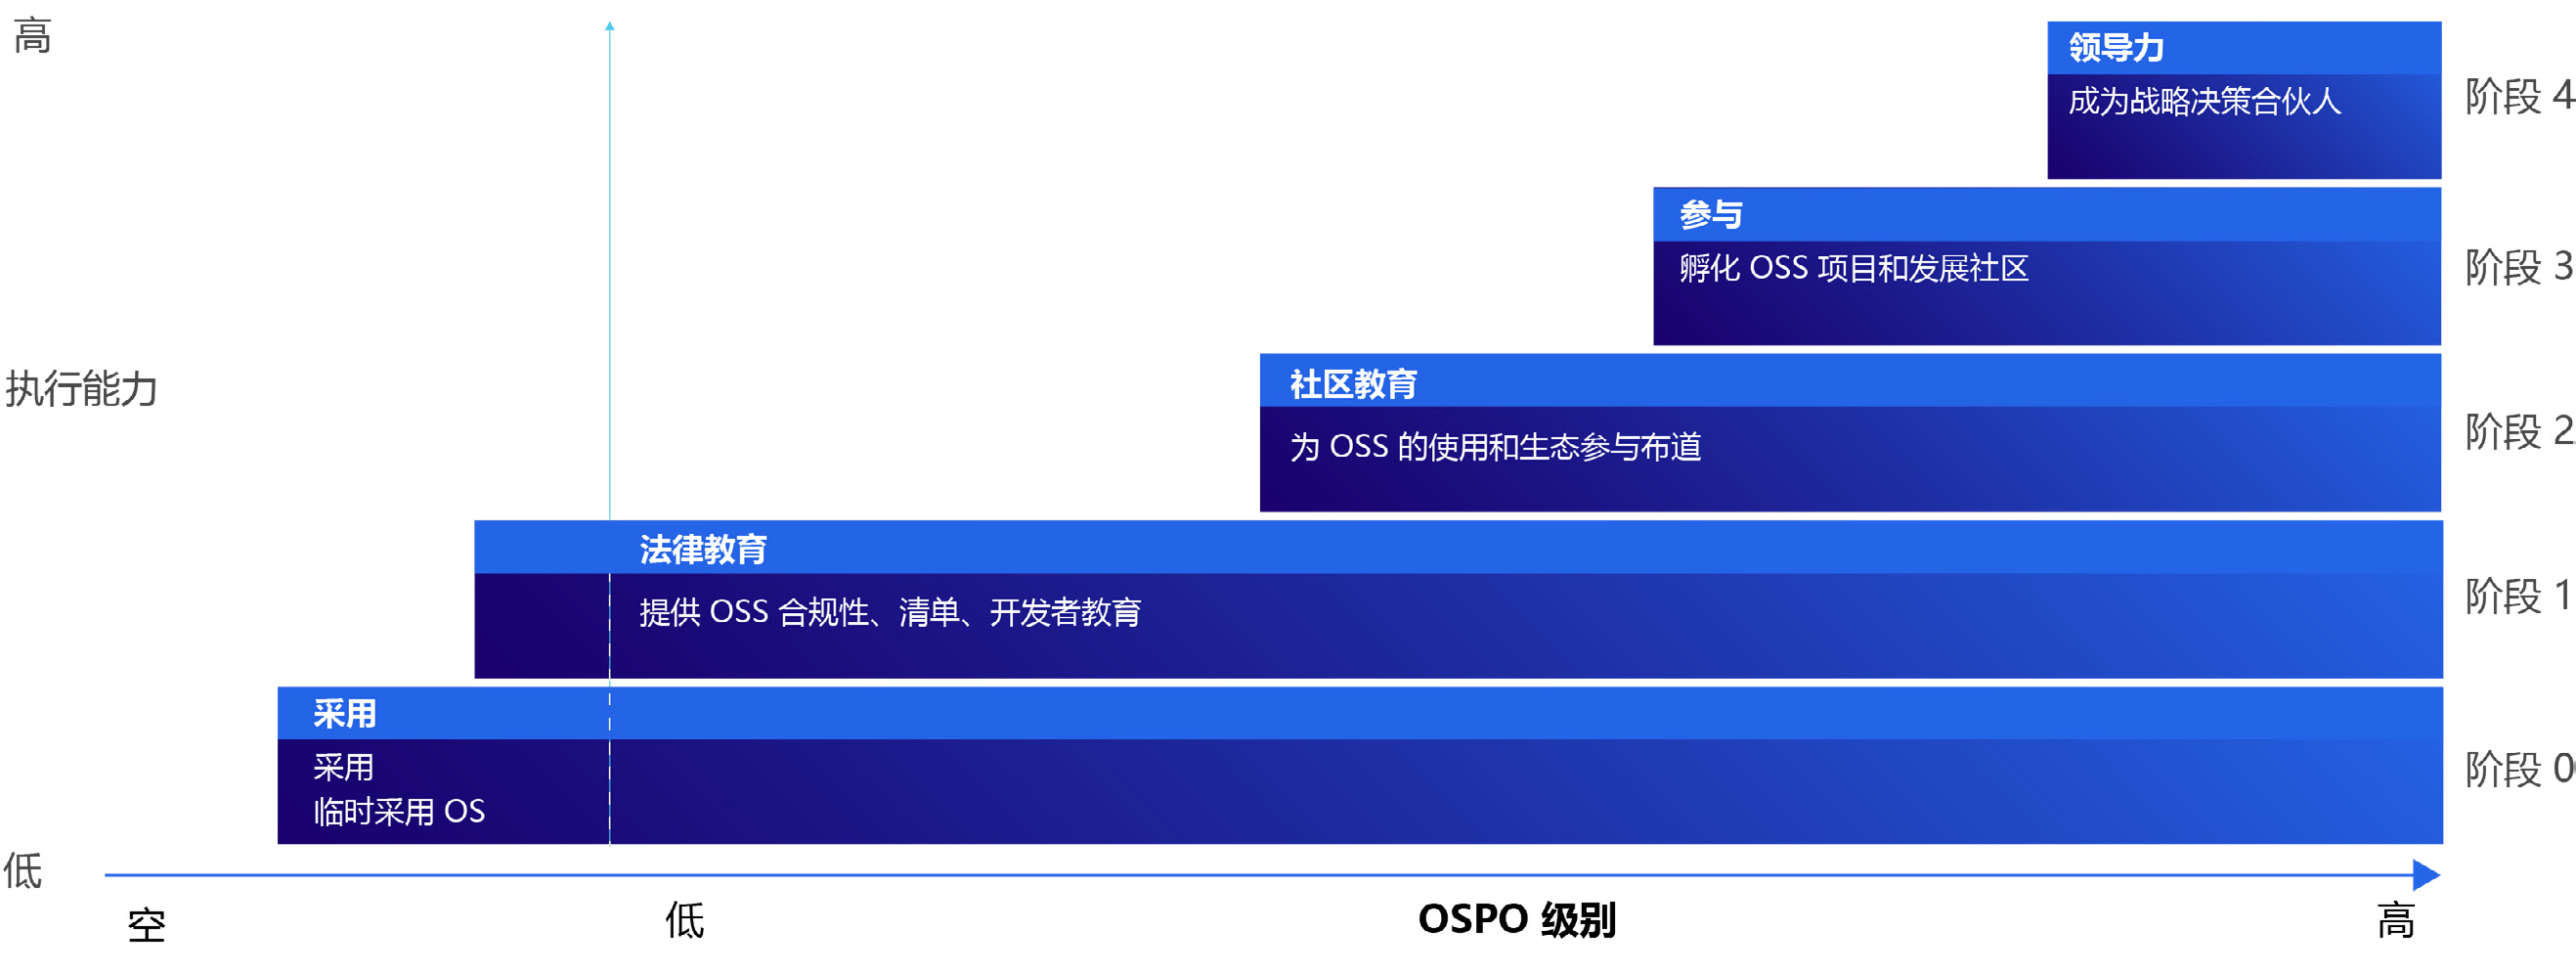 高
领导力
成为战略决策合伙人
阶段 4
参与
孵化 OSS 项目和发展社区
阶段 3
执行能力
社区教育
为 OSS 的使用和生态参与布道
阶段 2
法律教育
提供 OSS 合规性、清单、开发者教育
阶段 1
采用
采用
临时采用 OS
阶段 0
低
空
低
OSPO 级别
高